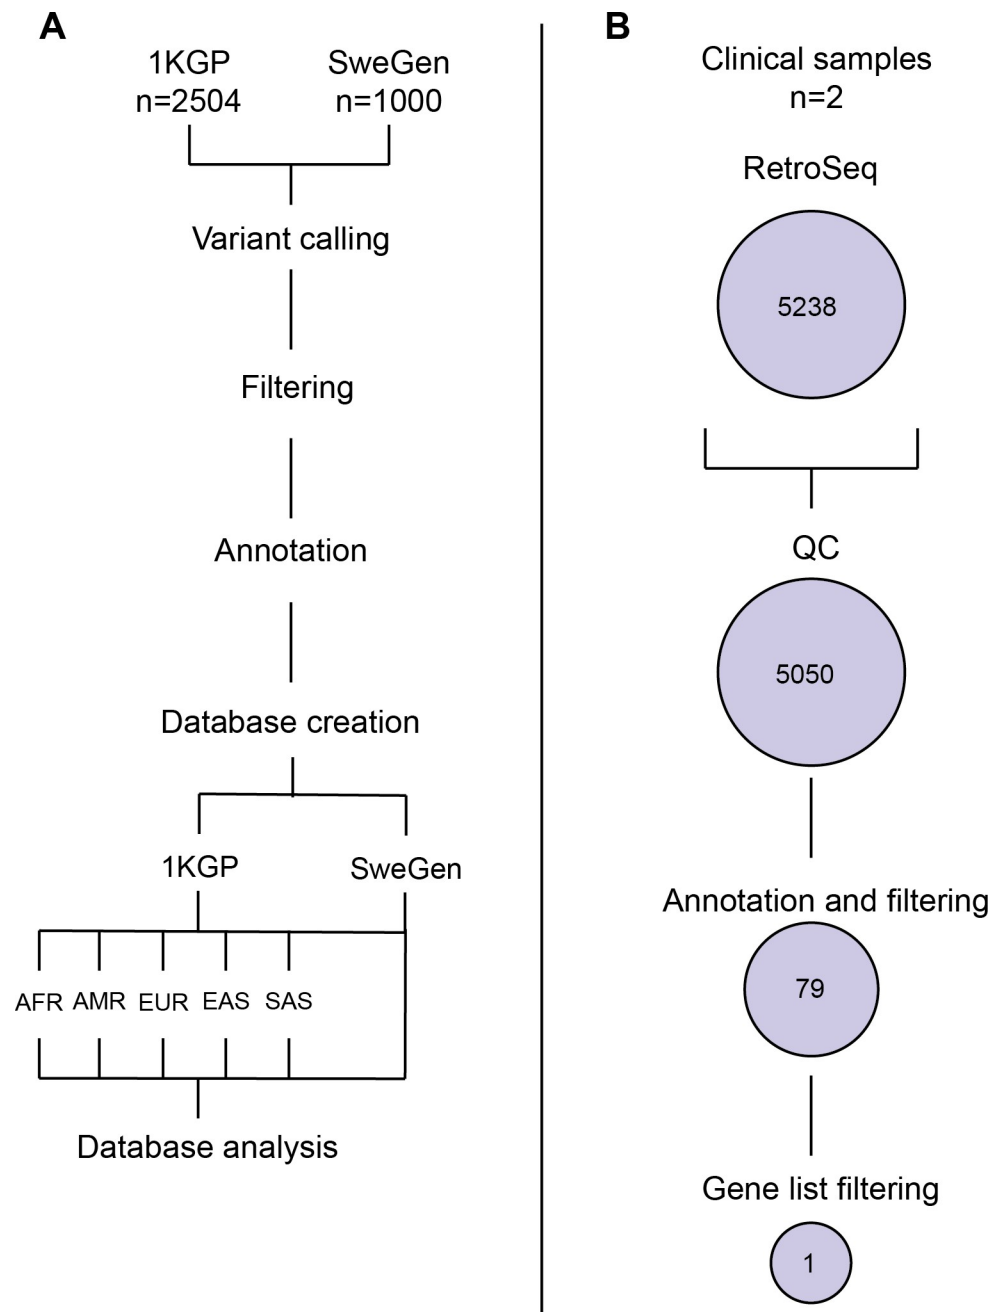 A
1KGP
n=2504
SweGen
n=1000
Variant calling
Filtering
Annotation
Database creation
1KGP
SweGen
AFR AMR EUR EAS SAS
Database analysis
B
Clinical samples
n=2
RetroSeq
5238
QC
5050
Annotation and filtering
79
Gene list filtering
1